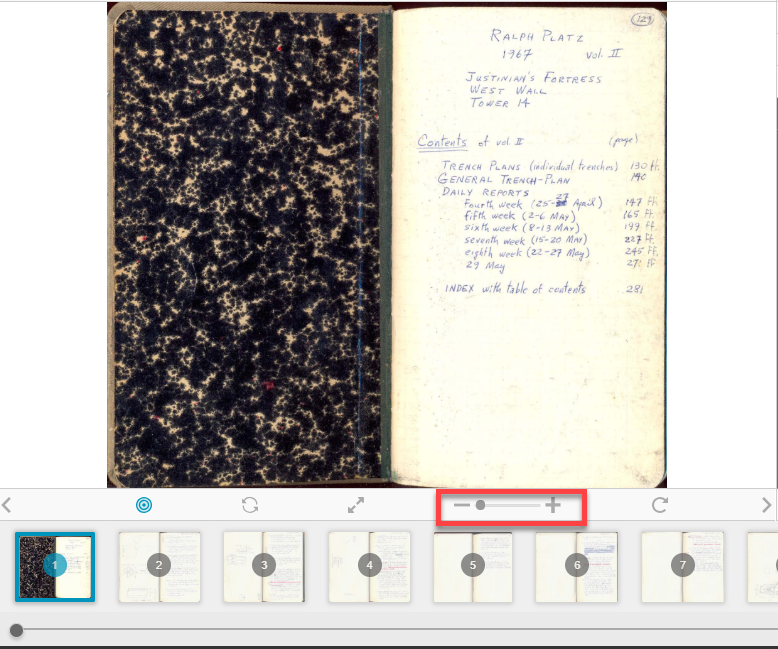 129
RALPH PLATZ
1967 vol. II
JUSTINIAN'S FORTRESS
WEST WALL
TOWER 14
Contents of vol. II (page)
TRENCH PLANS (individual trenches) 130 ff.
GENERAL TRENCH-PLAN 140
DAILY REPORTS
Fourth week (25-27 April) 147 ff.
fifth week (2-6 MAY) 165 ff.
sixth week (8-13 MAY) 199 ff.
seventh week (15-20 MAY) 227 ff.
eighth week (22-27 May) 245 ff.
29 May ff
INDEX with table of contents 281
1 2 3 4 5 6 7